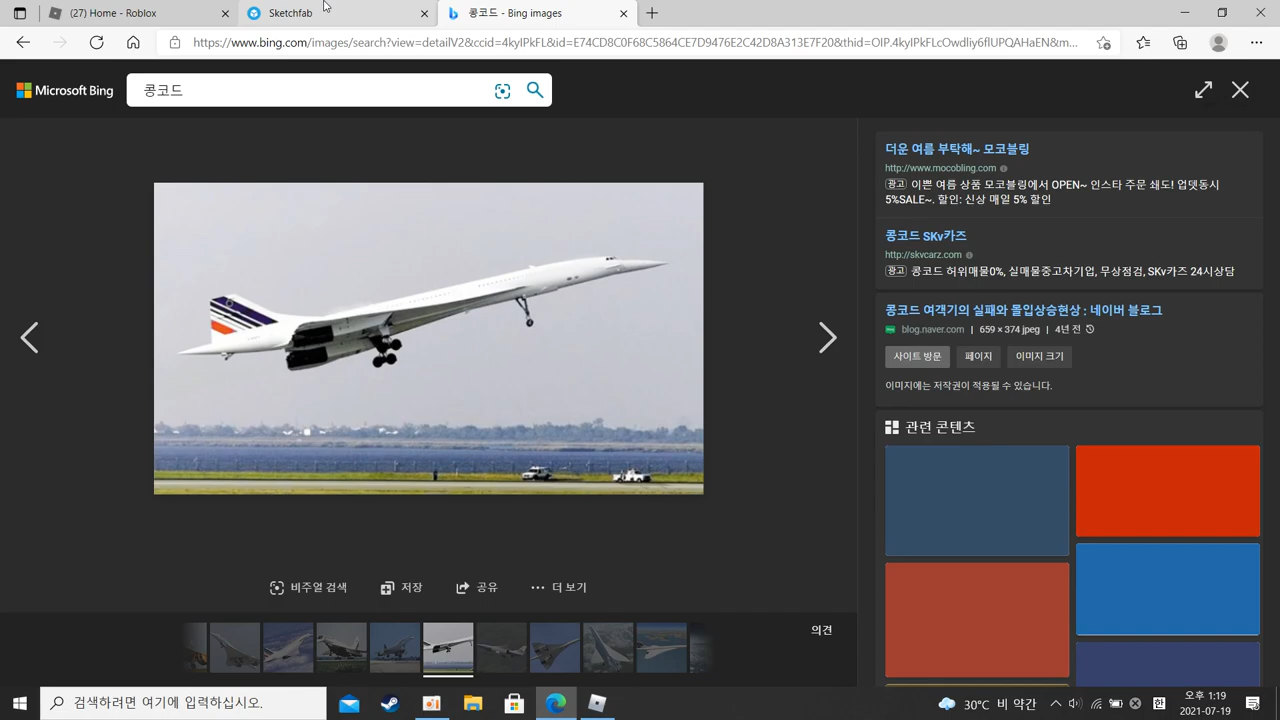 (27) Home - Roblox
Sketchfab
콩코드 - Bing images
https://www.bing.com/images/search?view=detailV2&ccid=4kyIPkFL&id=E74CD8C0F68C5864CE7D9476E2C42D8A313E7F20&thid=OIP.4kyIPkFLcOwdliy6flUPQAHaEN&m...
Microsoft Bing
콩코드
더운 여름 부탁해~ 모코블링
http://www.mocobling.com
광고 이쁜 여름 상품 모코블링에서 OPEN~ 인스타 주문 쇄도! 업뎃동시
5%SALE~. 할인: 신상 매일 5% 할인
콩코드 SKv카즈
http://skvcarz.com
광고 콩코드 허위매물0%, 실매물중고차기업, 무상점검, SKv카즈 24시상담
콩코드 여객기의 실패와 몰입상승현상 : 네이버 블로그
blog.naver.com | 659 × 374 jpeg | 4년 전
사이트 방문 페이지 이미지 크기
이미지에는 저작권이 적용될 수 있습니다.
관련 콘텐츠
비주얼 검색 저장 공유 더 보기
의견
검색하려면 여기에 입력하십시오.
30°C 비 약간
한
오후 1:19
2021-07-19